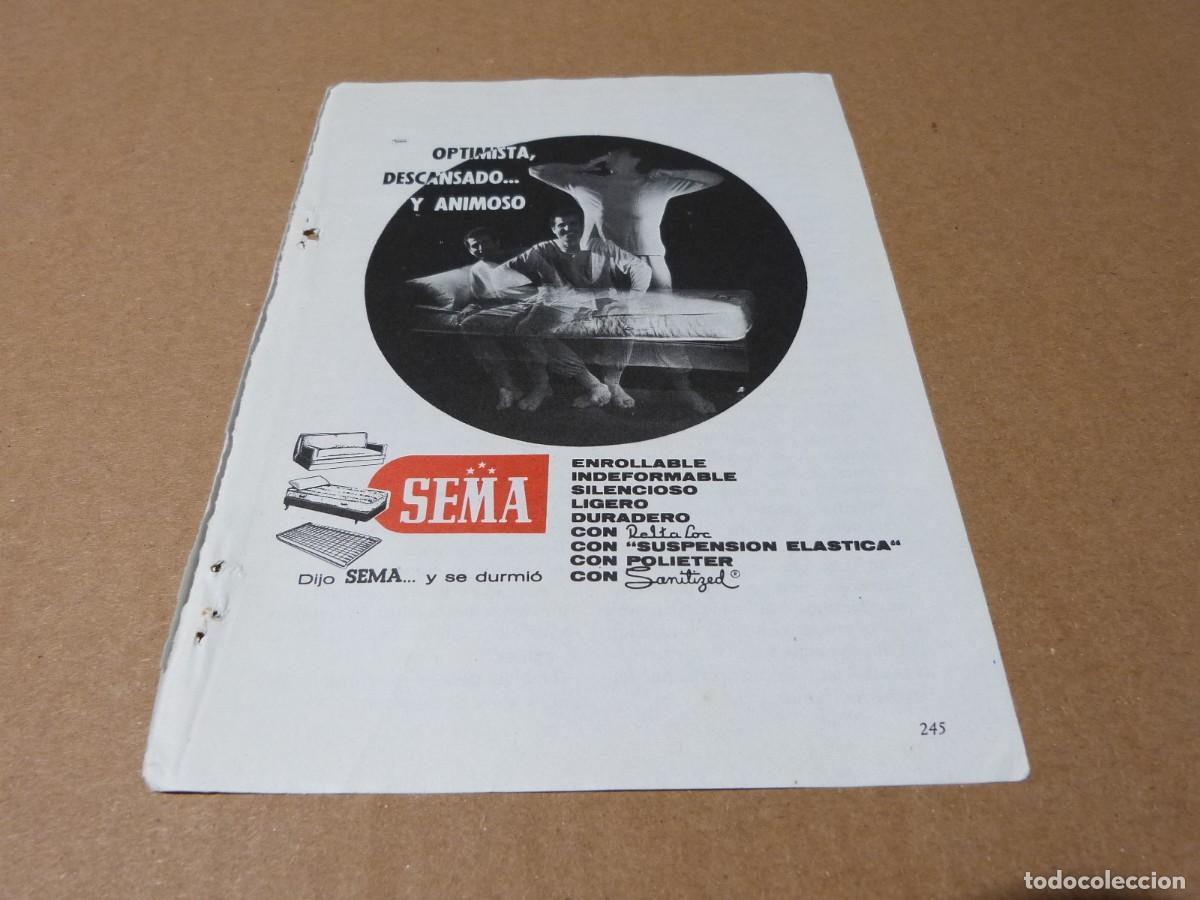 OPTIMISTA,
DESCANSADO...
Y ANIMOSO
SEMA
Dijo SEMA... y se durmió
ENROLLABLE
INDEFORMABLE
SILENCIOSO
LIGERO
DURADERO
CON Delta Loc
CON "SUSPENSION ELASTICA"
CON POLIETER
CON Sanitized®
245
todocoleccion